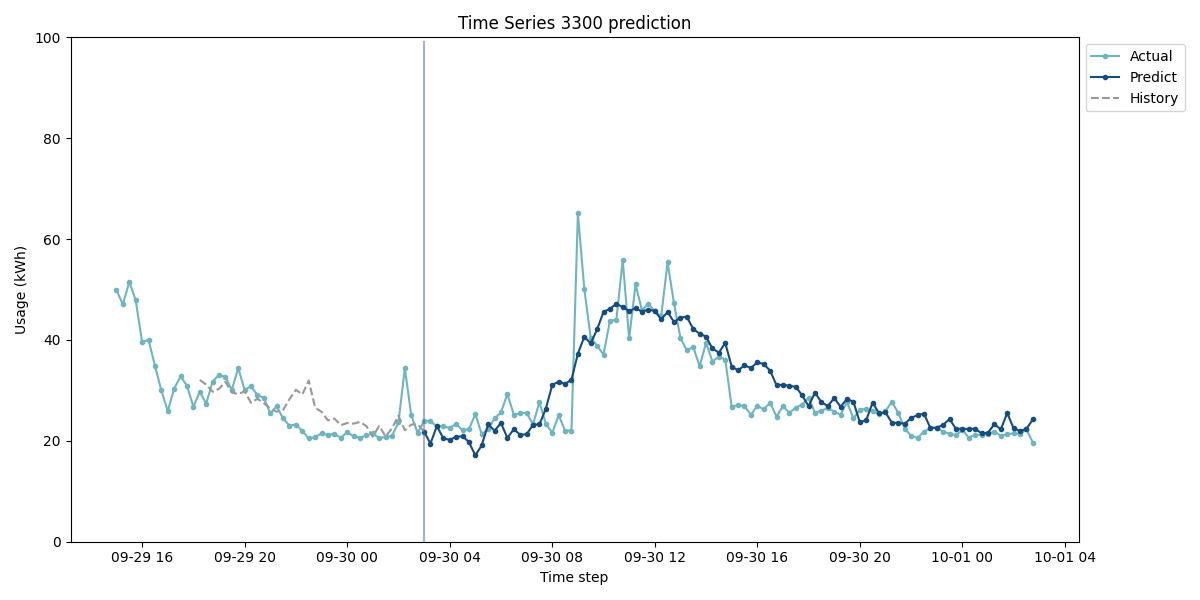 Time Series 3300 prediction
100
80
60
40
20
0
Usage (kWh)
09-29 16
09-29 20
09-30 00
09-30 04
09-30 08
09-30 12
09-30 16
09-30 20
10-01 00
10-01 04
Time step
Actual
Predict
History